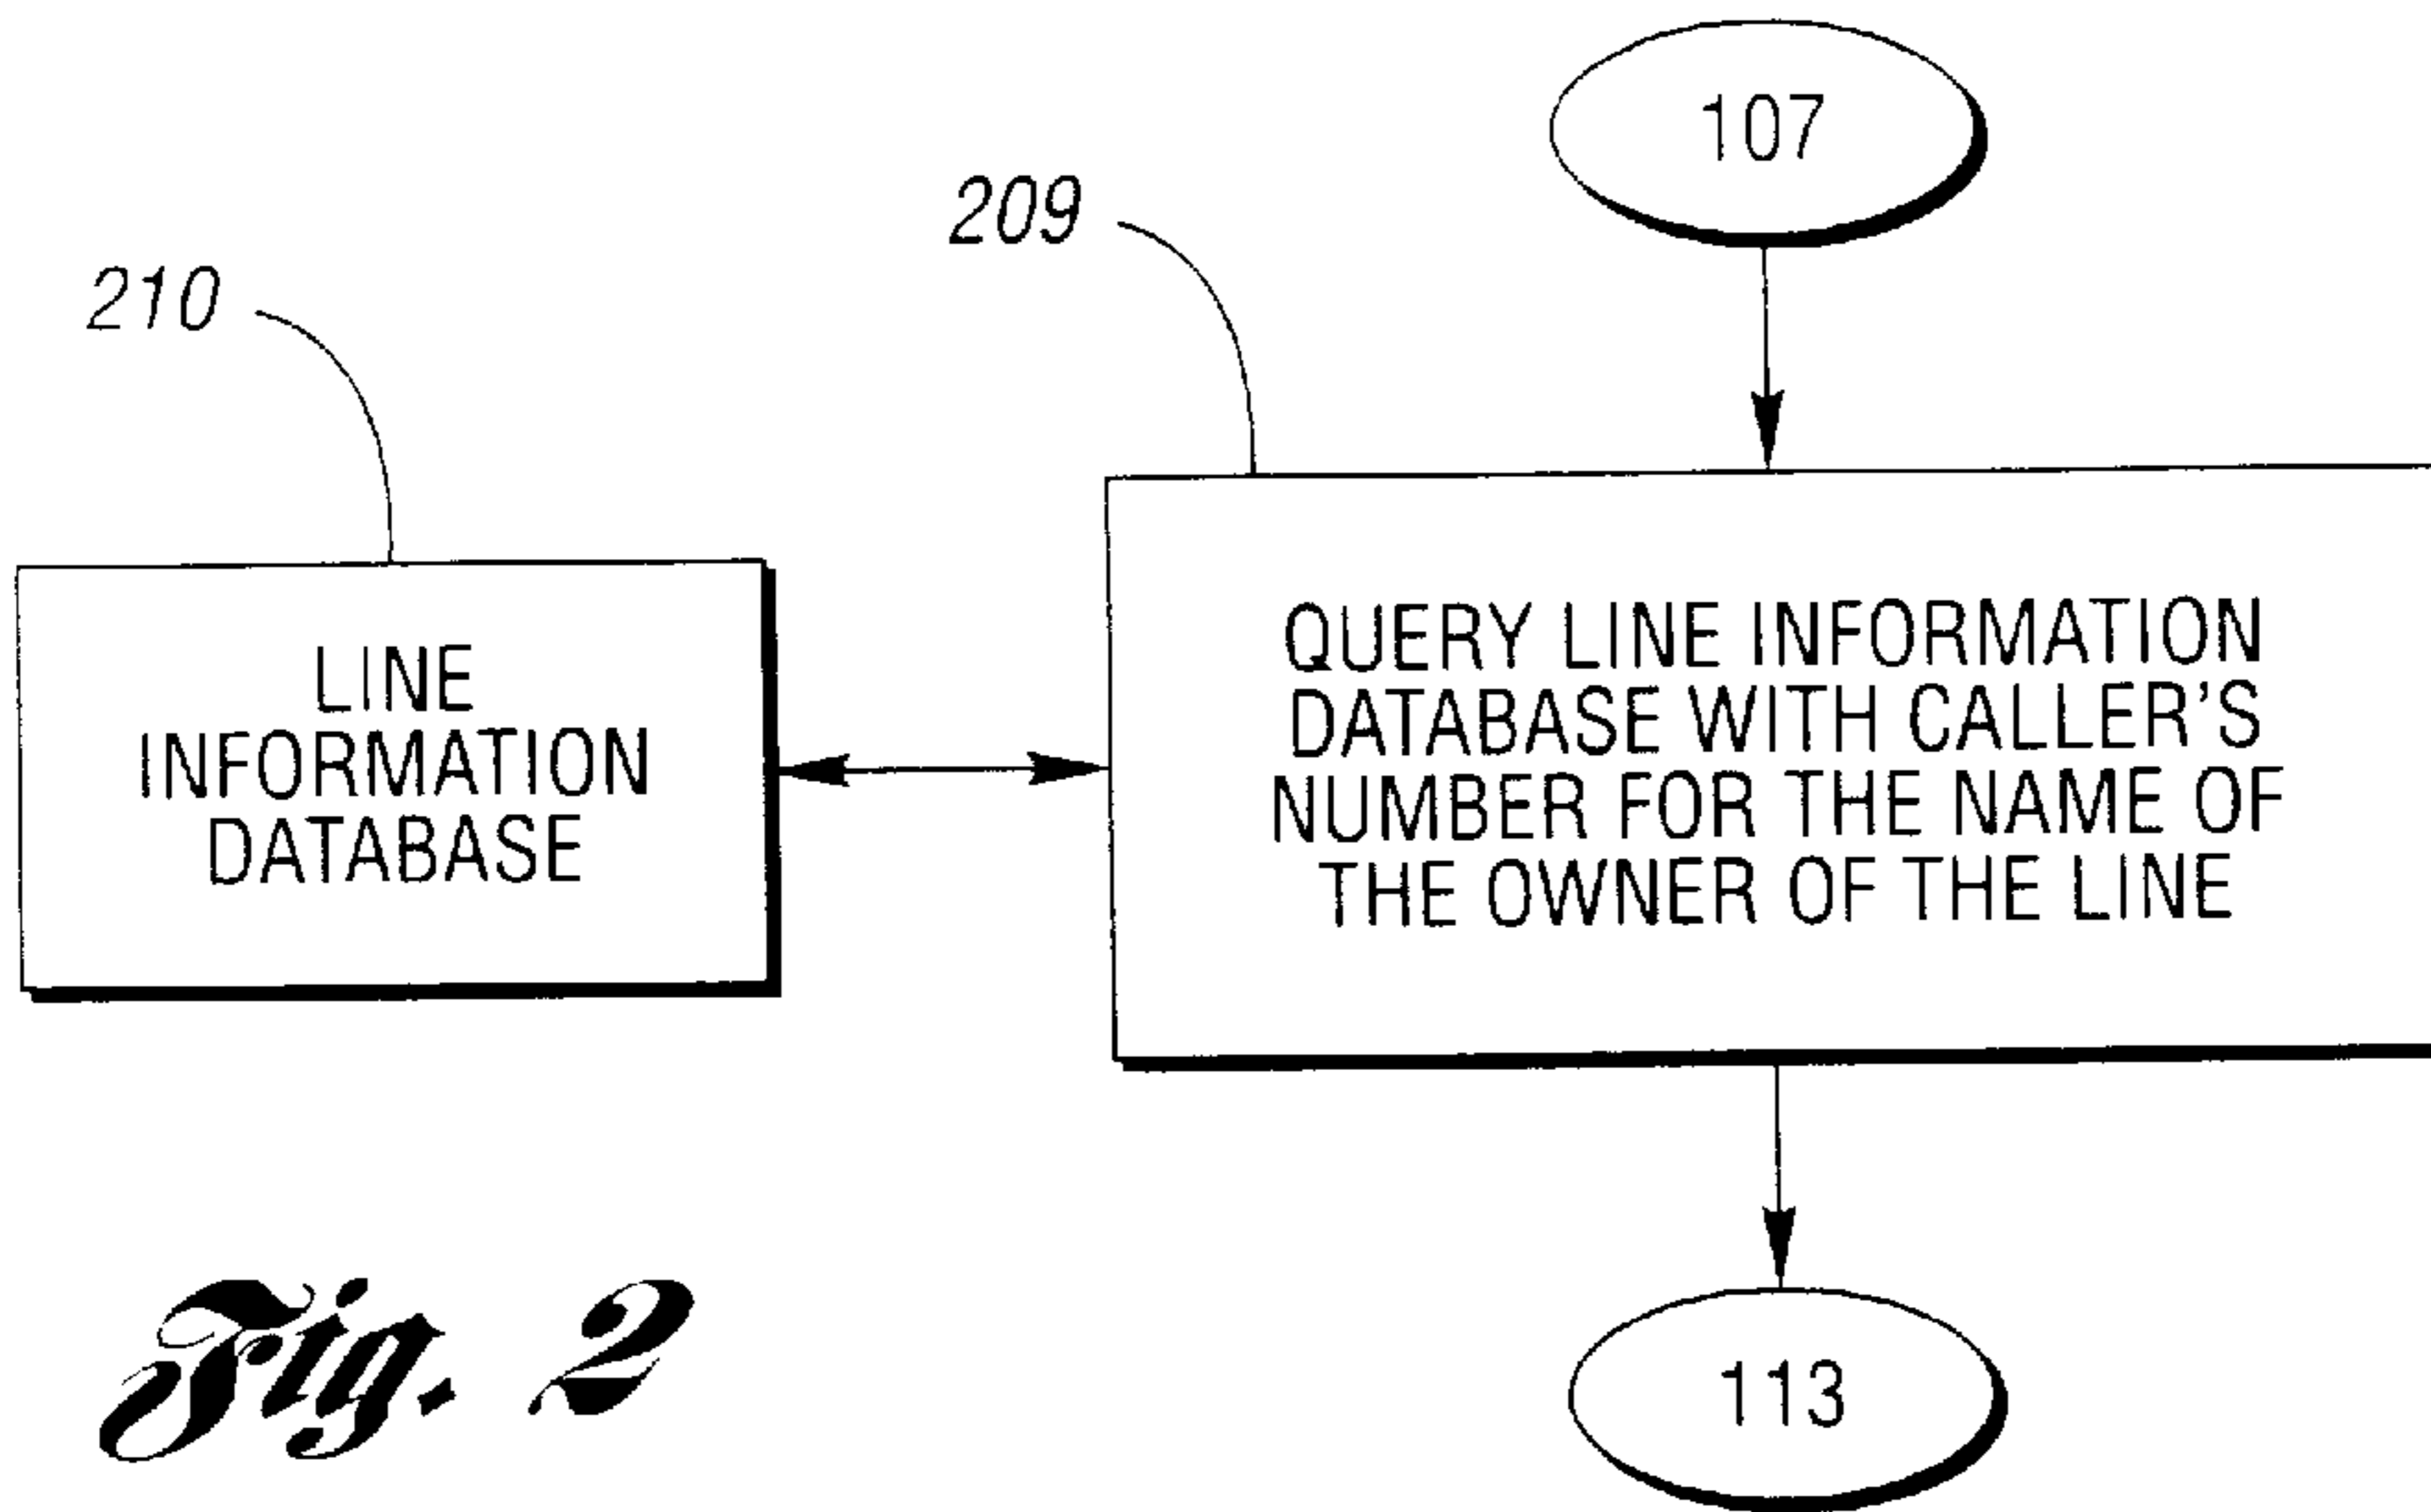 107
209
210
LINE
INFORMATION
DATABASE
QUERY LINE INFORMATION
DATABASE WITH CALLER'S
NUMBER FOR THE NAME OF
THE OWNER OF THE LINE
113
Fig. 2